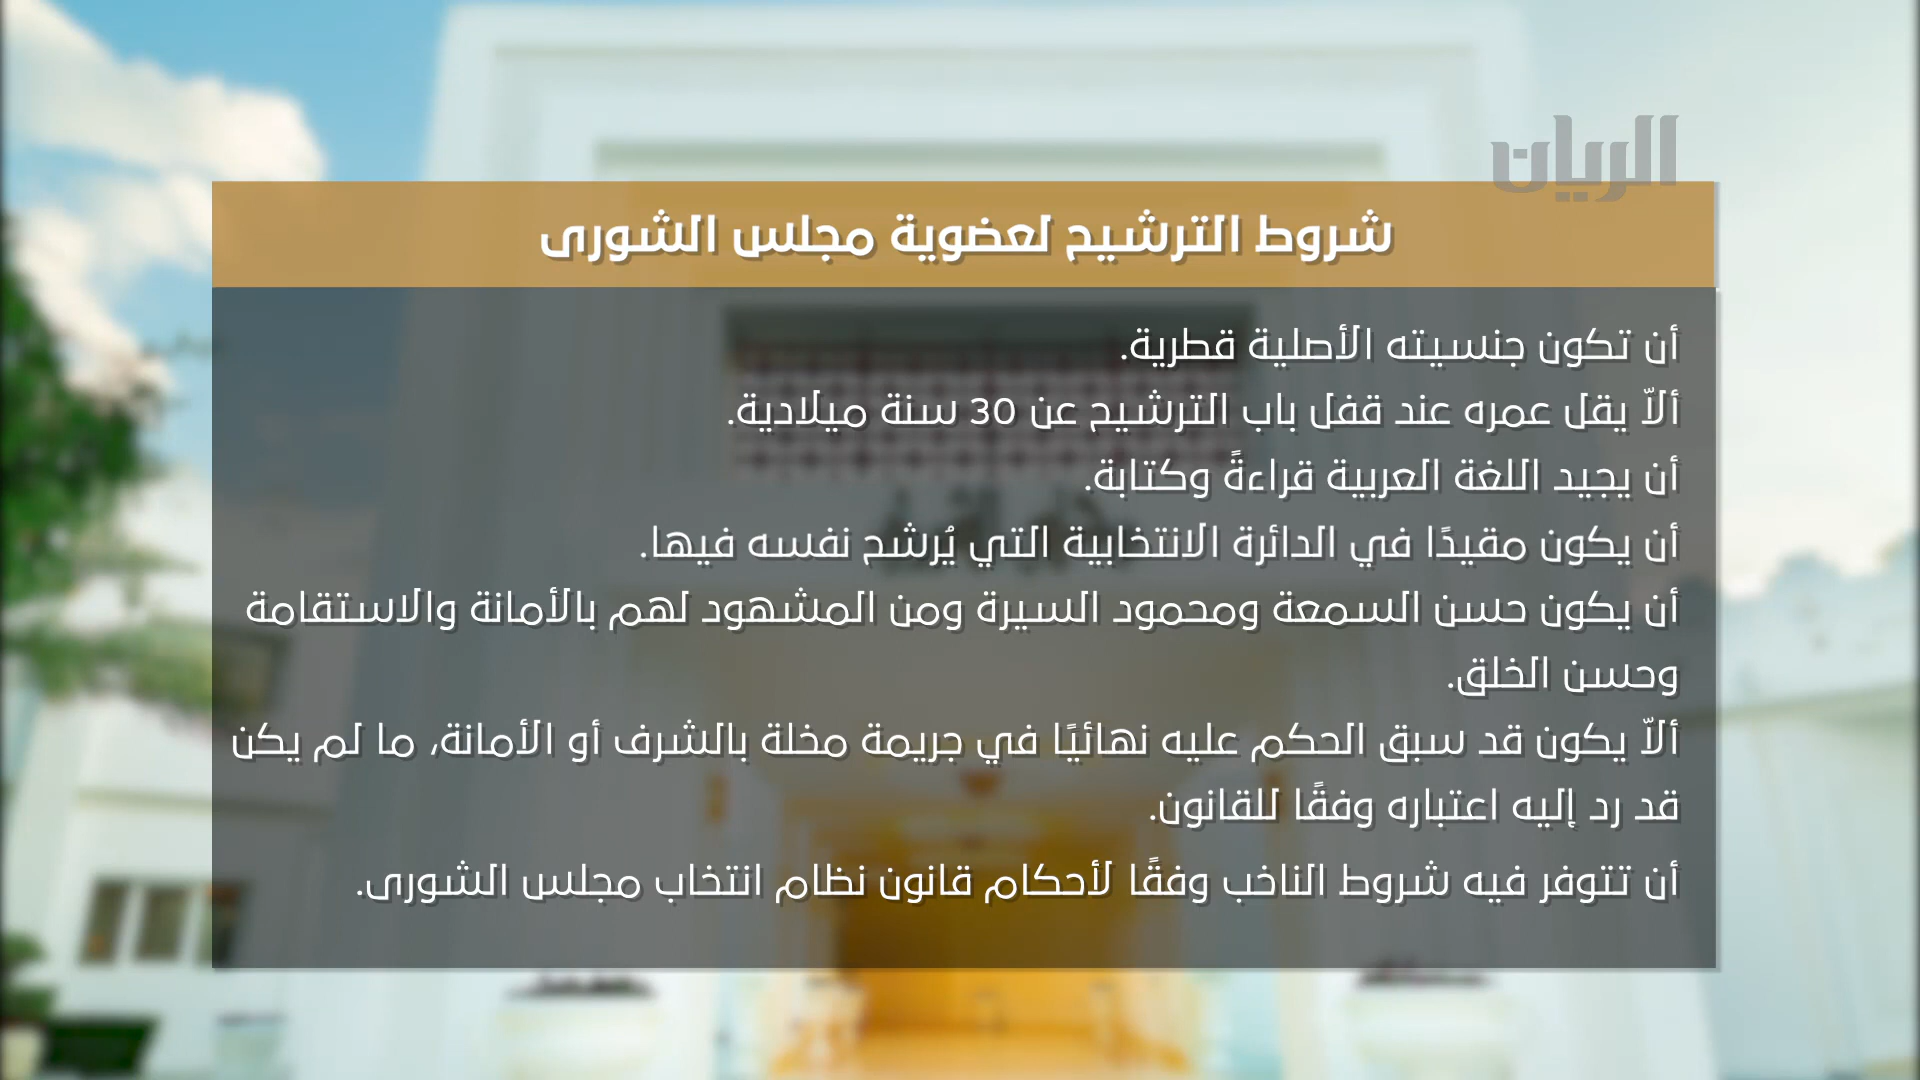 الريان
شروط الترشيح لعضوية مجلس الشورى
أن تكون جنسيته الأصلية قطرية.
ألاّ يقل عمره عند قفل باب الترشيح عن 30 سنة ميلادية.
أن يجيد اللغة العربية قراءةً وكتابة.
أن يكون مقيدًا في الدائرة الانتخابية التي يُرشح نفسه فيها.
أن يكون حسن السمعة ومحمود السيرة ومن المشهود لهم بالأمانة والاستقامة
وحسن الخلق.
ألاّ يكون قد سبق الحكم عليه نهائيًا في جريمة مخلة بالشرف أو الأمانة، ما لم يكن
قد رد إليه اعتباره وفقًا للقانون.
أن تتوفر فيه شروط الناخب وفقًا لأحكام قانون نظام انتخاب مجلس الشورى.